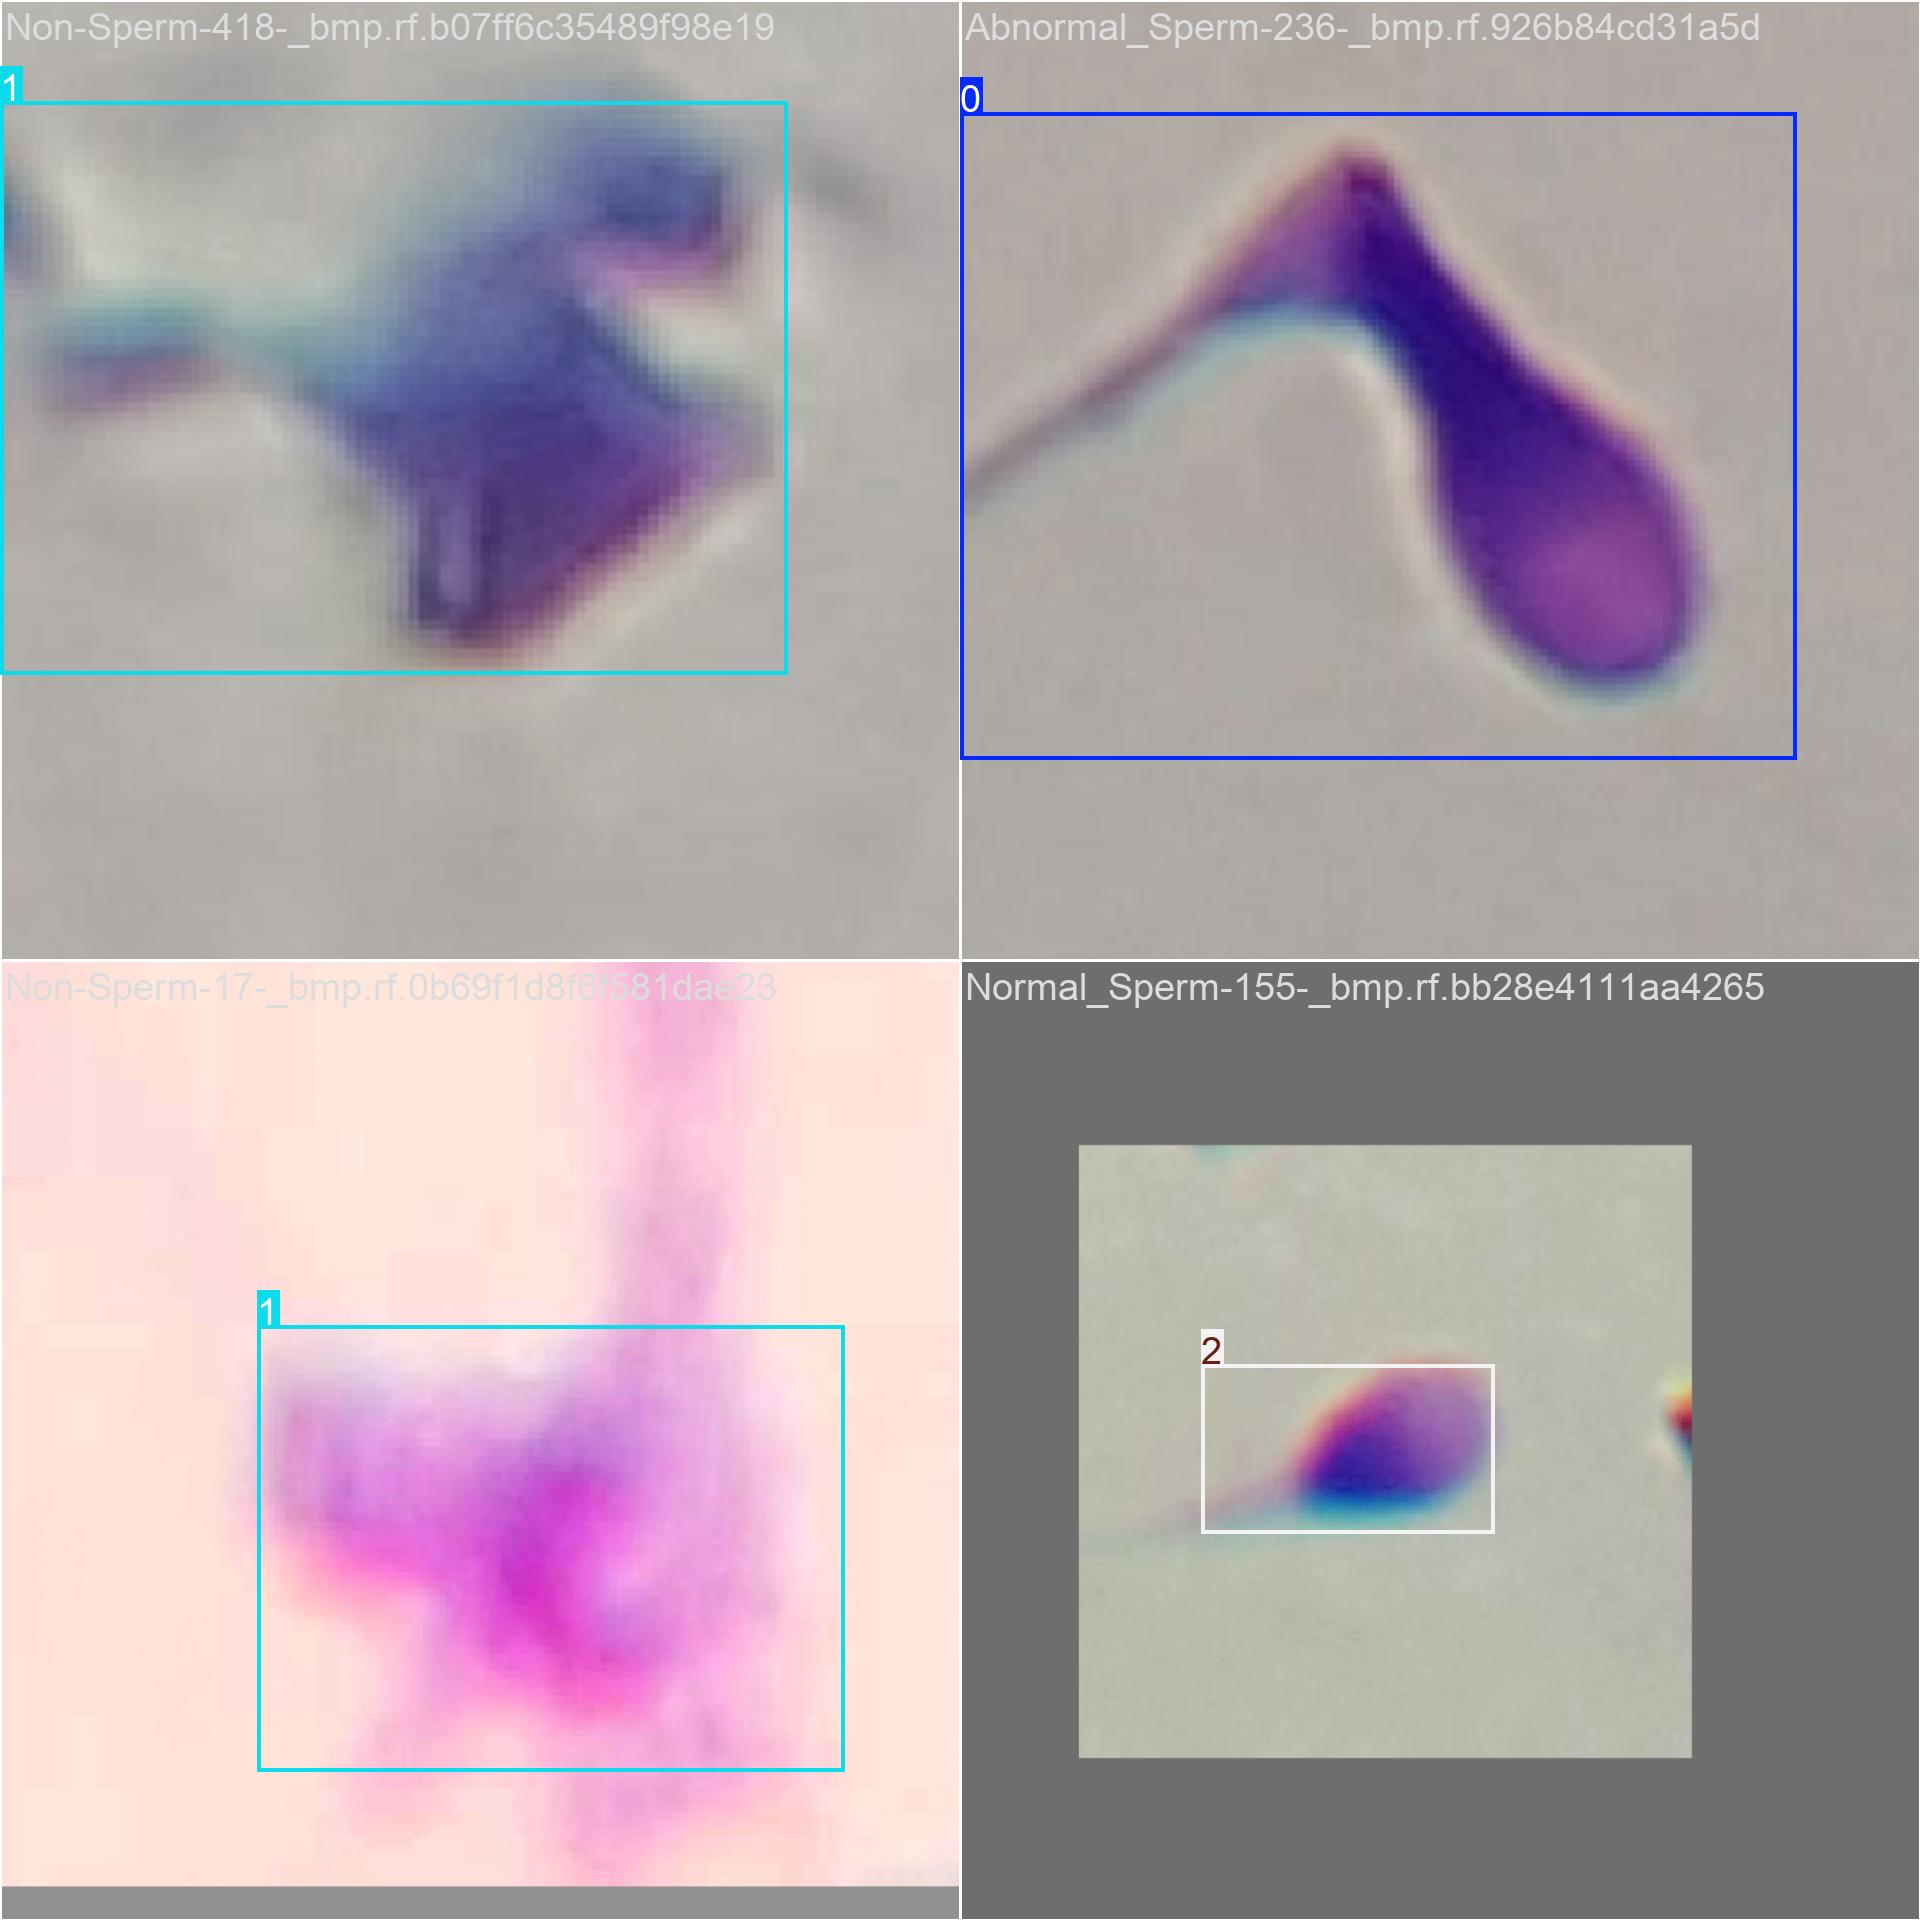 Non-Sperm-418-_bmp.rf.b07ff6c35489f98e19
Abnormal_Sperm-236-_bmp.rf.926b84cd31a5d
1
0
Non-Sperm-17-_bmp.rf.0b69f1d8f6f581dae23
Normal_Sperm-155-_bmp.rf.bb28e4111aa4265
1
2